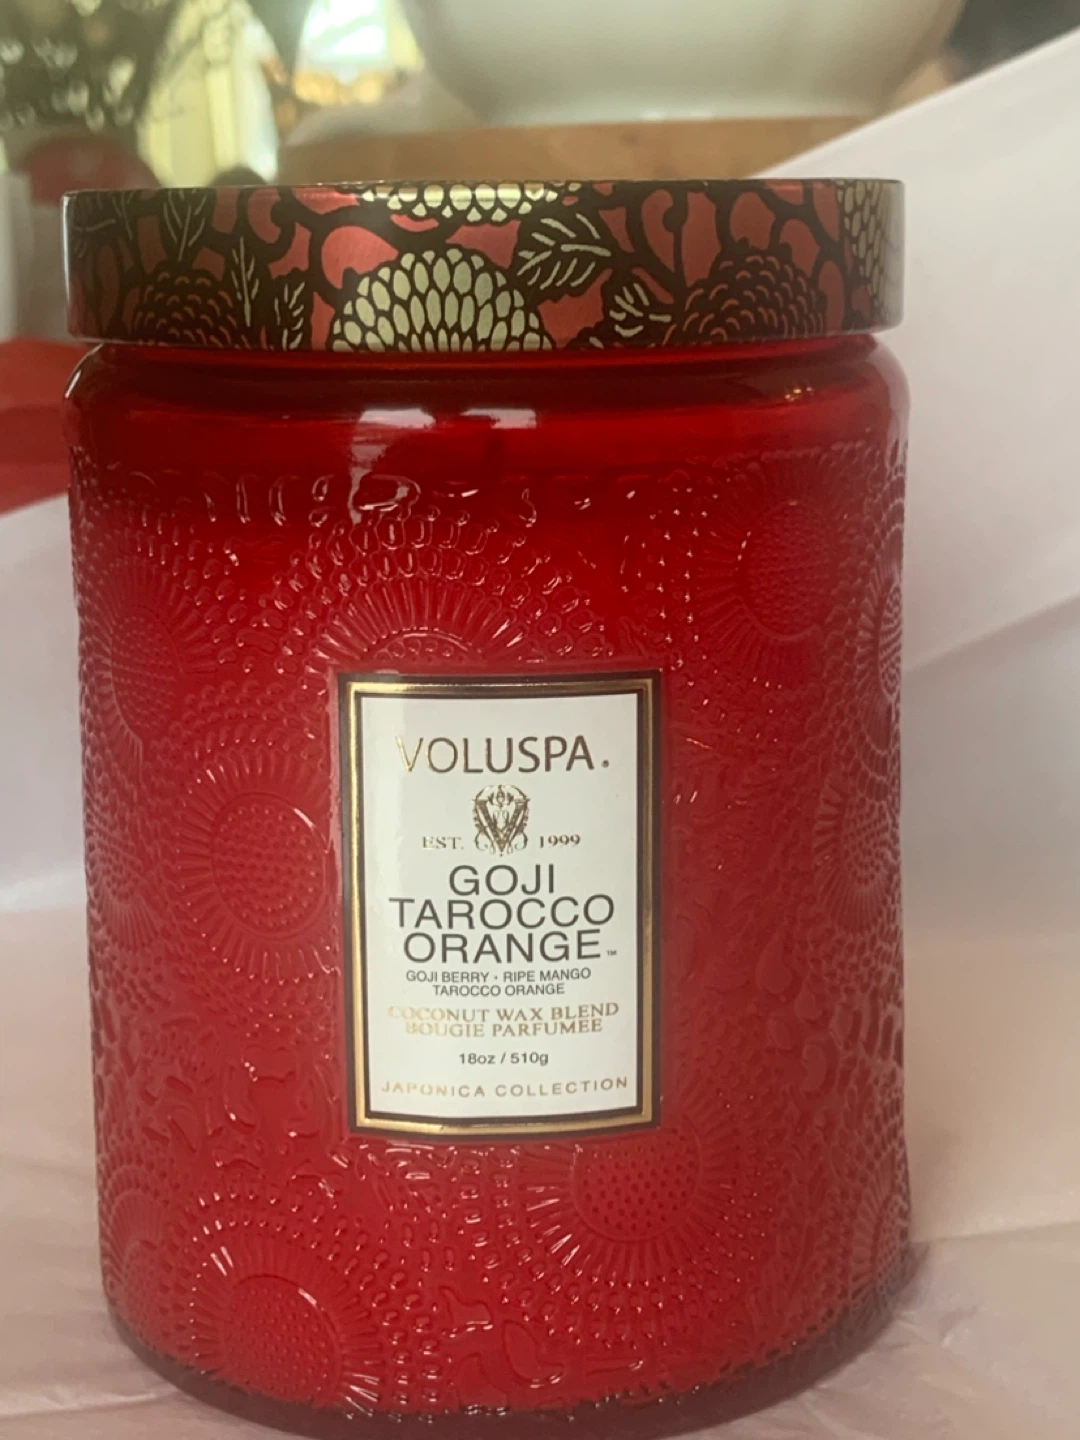 VOLUSPA.
EST. 1999
GOJI
TAROCCO
ORANGE™
GOJI BERRY • RIPE MANGO
TAROCCO ORANGE
COCONUT WAX BLEND
BOUGIE PARFUMEE
18oz / 510g
JAPONICA COLLECTION